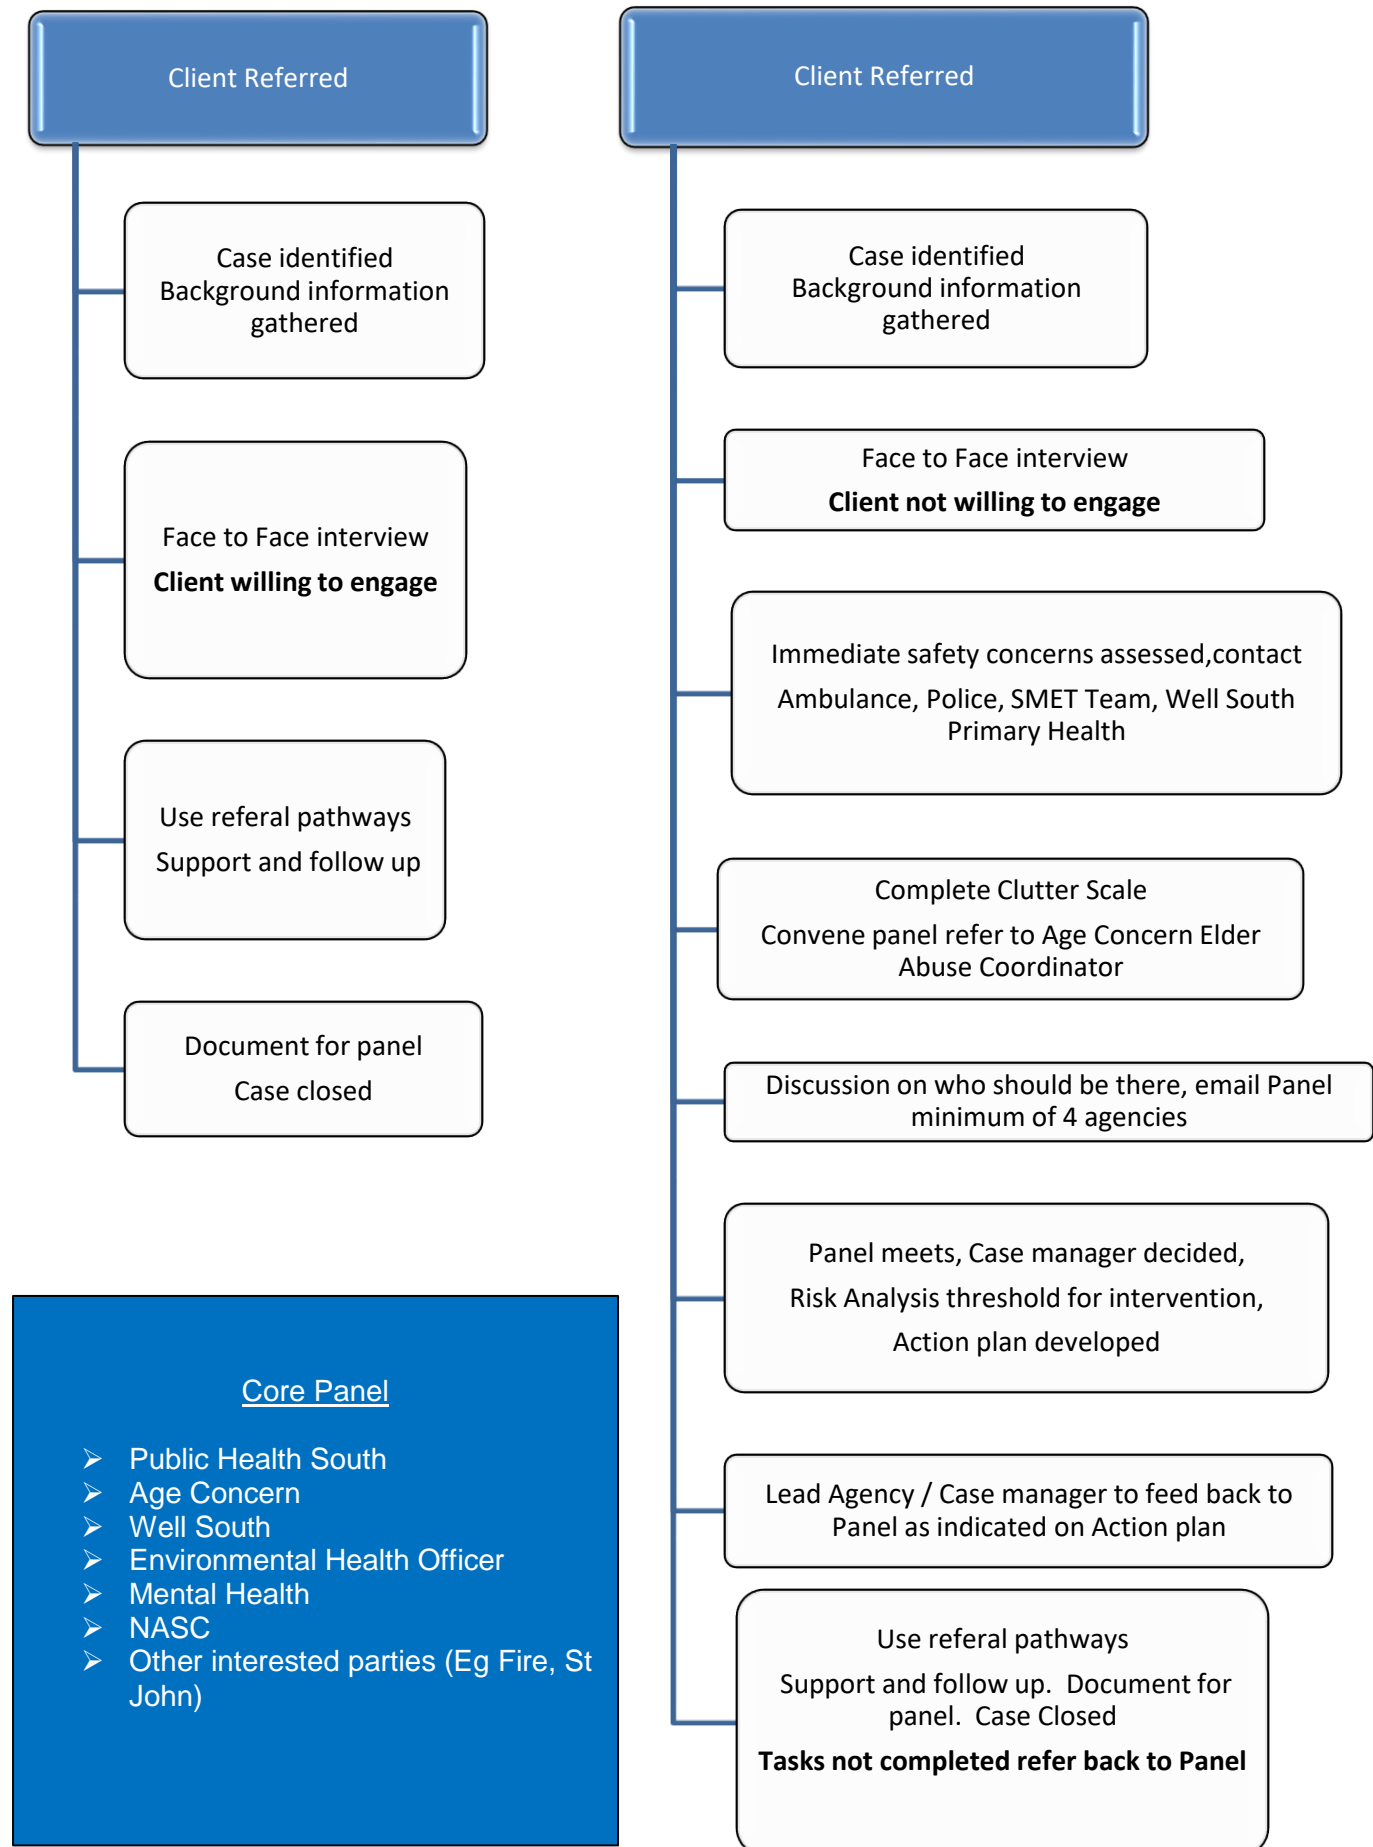 Client Referred
Case identified
Background information
gathered
Face to Face interview
Client willing to engage
Use referal pathways
Support and follow up
Document for panel
Case closed
Core Panel
➢ Public Health South
➢ Age Concern
➢ Well South
➢ Environmental Health Officer
➢ Mental Health
➢ NASC
➢ Other interested parties (Eg Fire, St
John)
Client Referred
Case identified
Background information
gathered
Face to Face interview
Client not willing to engage
Immediate safety concerns assessed,contact
Ambulance, Police, SMET Team, Well South
Primary Health
Complete Clutter Scale
Convene panel refer to Age Concern Elder
Abuse Coordinator
Discussion on who should be there, email Panel
minimum of 4 agencies
Panel meets, Case manager decided,
Risk Analysis threshold for intervention,
Action plan developed
Lead Agency / Case manager to feed back to
Panel as indicated on Action plan
Use referal pathways
Support and follow up.  Document for
panel.  Case Closed
Tasks not completed refer back to Panel